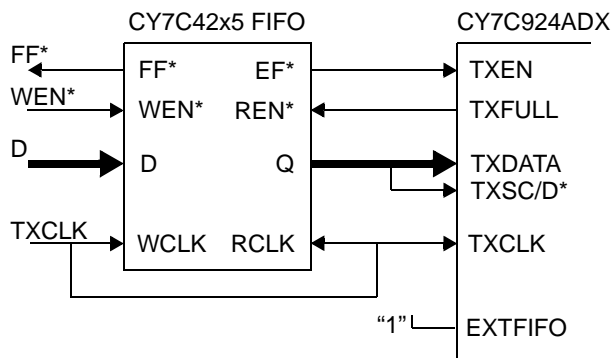 CY7C42x5 FIFO CY7C924ADX
FF* FF* EF* TXEN
WEN* WEN* REN* TXFULL
D D Q TXDATA
TXSC/D*
TXCLK WCLK RCLK TXCLK
“1” EXTFIFO